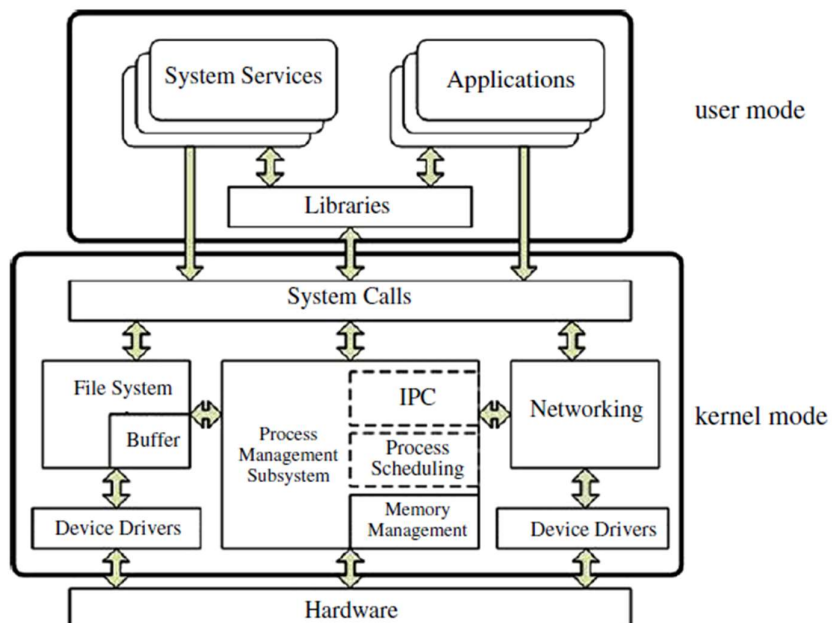 System Services
Applications
user mode
Libraries
System Calls
File System
Buffer
Process
Management
Subsystem
IPC
Process
Scheduling
Memory
Management
Networking
kernel mode
Device Drivers
Device Drivers
Hardware